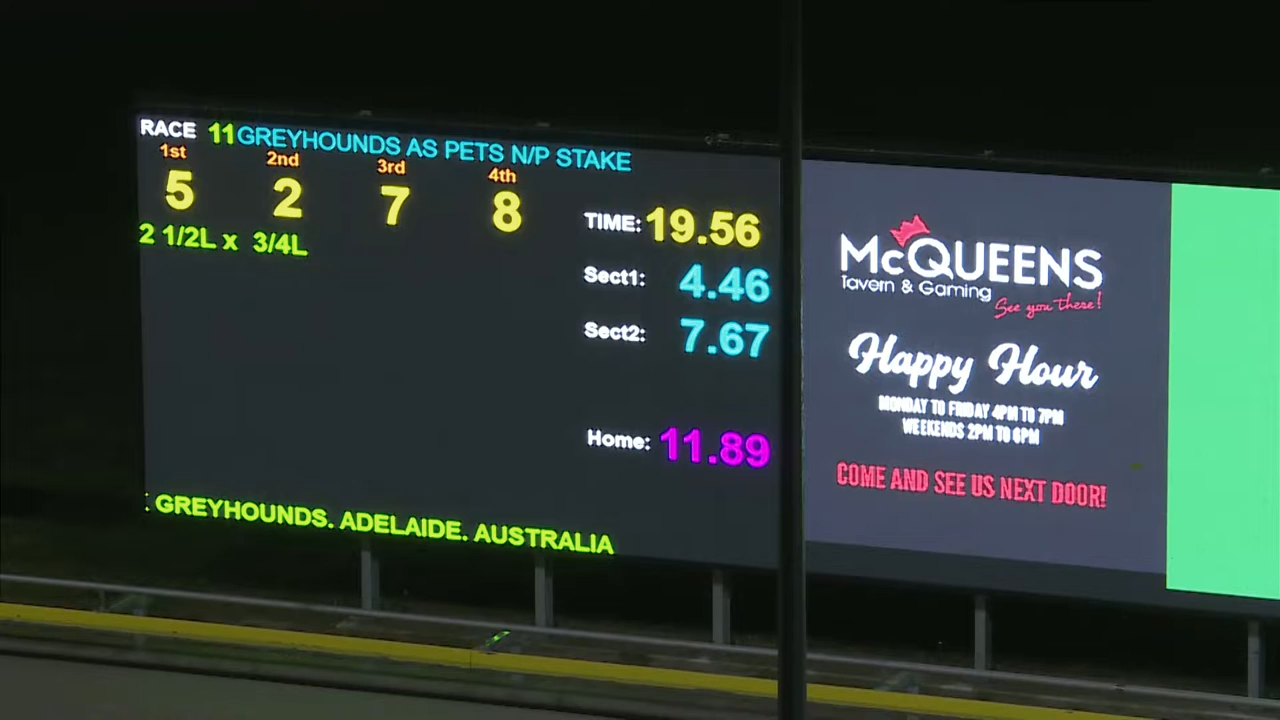 RACE 11 GREYHOUNDS AS PETS N/P STAKE
1st 2nd 3rd 4th
5 2 7 8
2 1/2L x 3/4L
TIME: 19.56
Sect1: 4.46
Sect2: 7.67
Home: 11.89
GREYHOUNDS. ADELAIDE. AUSTRALIA
McQUEENS
Tavern & Gaming
See you there!
Happy Hour
MONDAY TO FRIDAY 4PM TO 7PM
WEEKENDS 2PM TO 6PM
COME AND SEE US NEXT DOOR!